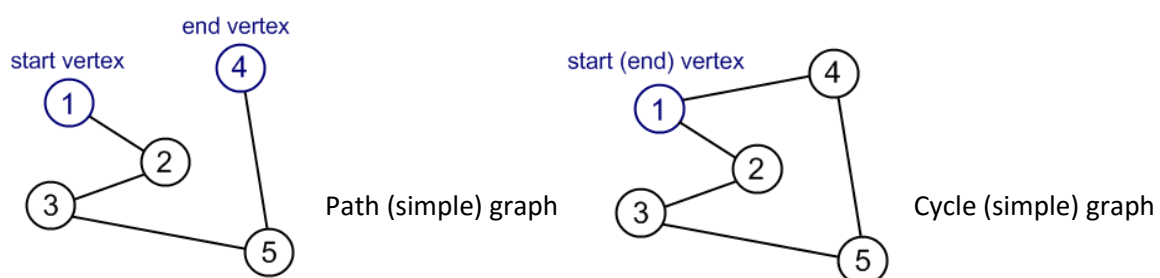 end vertex
start vertex
4
1
2
3
5
Path (simple) graph
start (end) vertex
4
1
2
3
5
Cycle (simple) graph